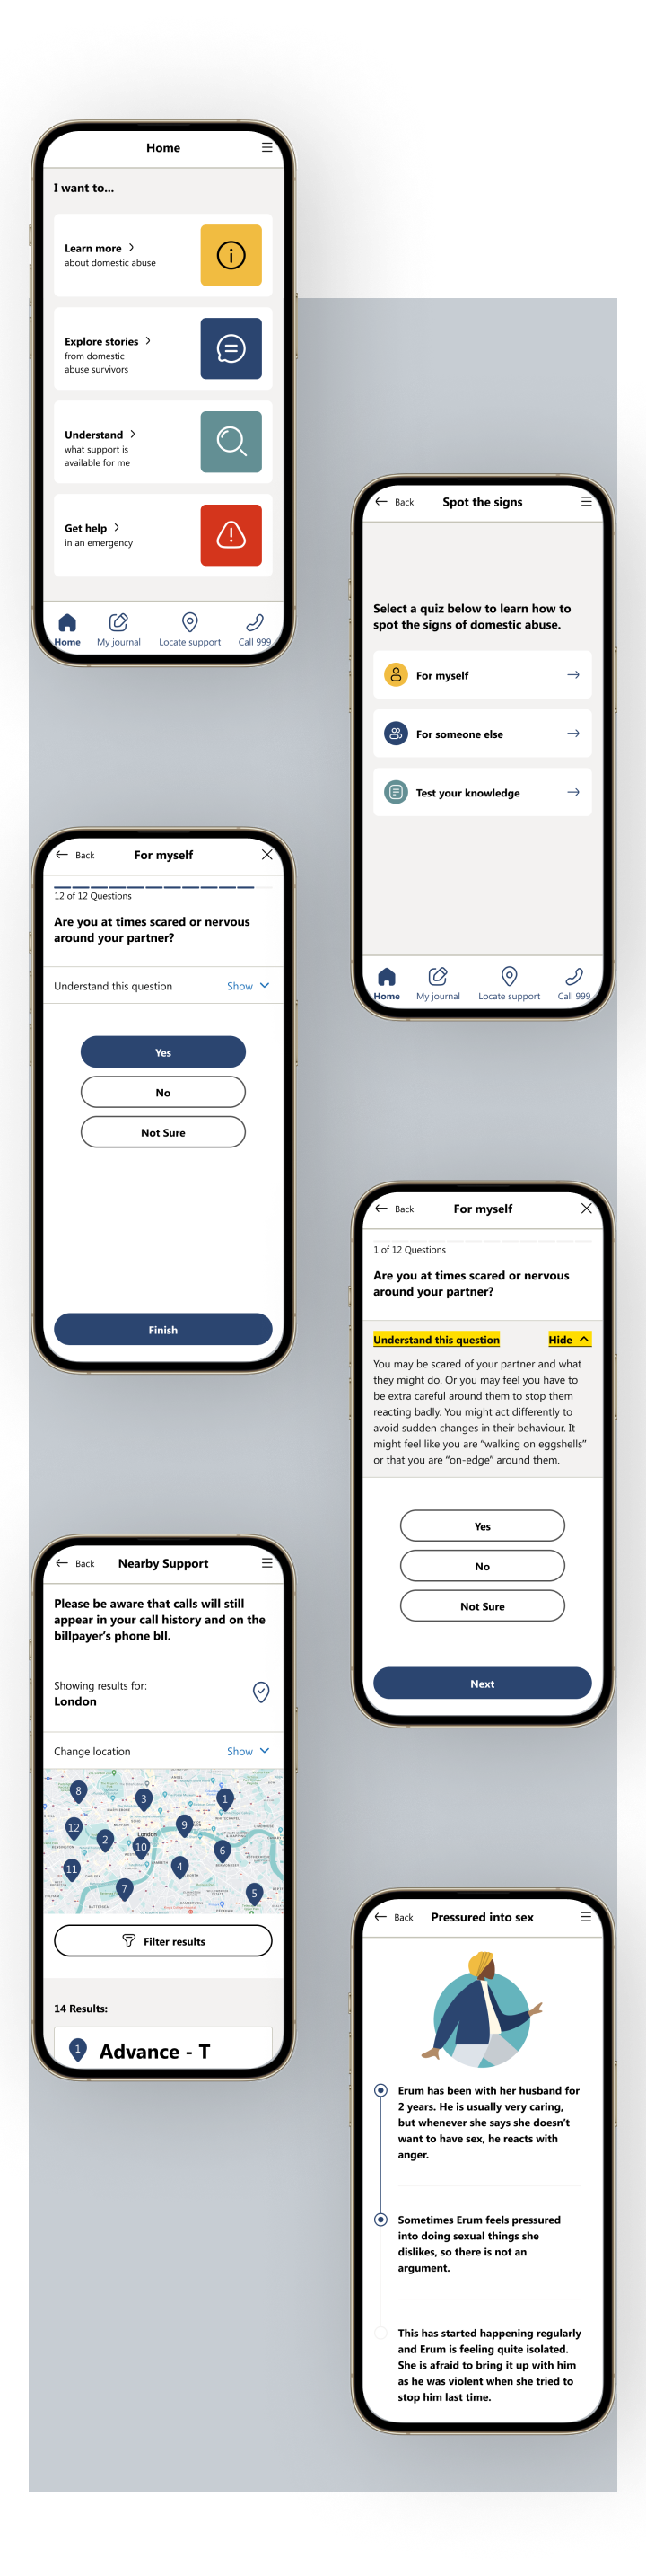 Home
I want to...
Learn more
about domestic abuse
Explore stories
from domestic
abuse survivors
Understand
what support is
available for me
Get help
in an emergency
Home
My journal
Locate support
Call 999
Back
Spot the signs
Select a quiz below to learn how to
spot the signs of domestic abuse.
For myself
For someone else
Test your knowledge
Home
My journal
Locate support
Call 999
Back
For myself
12 of 12 Questions
Are you at times scared or nervous
around your partner?
Understand this question
Show
Yes
No
Not Sure
Finish
Back
For myself
1 of 12 Questions
Are you at times scared or nervous
around your partner?
Understand this question
Hide
You may be scared of your partner and what
they might do. Or you may feel you have to
be extra careful around them to stop them
reacting badly. You might act differently to
avoid sudden changes in their behaviour. It
might feel like you are “walking on eggshells”
or that you are “on-edge” around them.
Yes
No
Not Sure
Next
Back
Nearby Support
Please be aware that calls will still
appear in your call history and on the
billpayer’s phone bll.
Showing results for:
London
Change location
Show
8
3
1
12
2
9
10
6
11
4
7
5
London
Filter results
14 Results:
1
Advance - T
Back
Pressured into sex
Erum has been with her husband for
2 years. He is usually very caring,
but whenever she says she doesn’t
want to have sex, he reacts with
anger.
Sometimes Erum feels pressured
into doing sexual things she
dislikes, so there is not an
argument.
This has started happening regularly
and Erum is feeling quite isolated.
She is afraid to bring it up with him
as he was violent when she tried to
stop him last time.